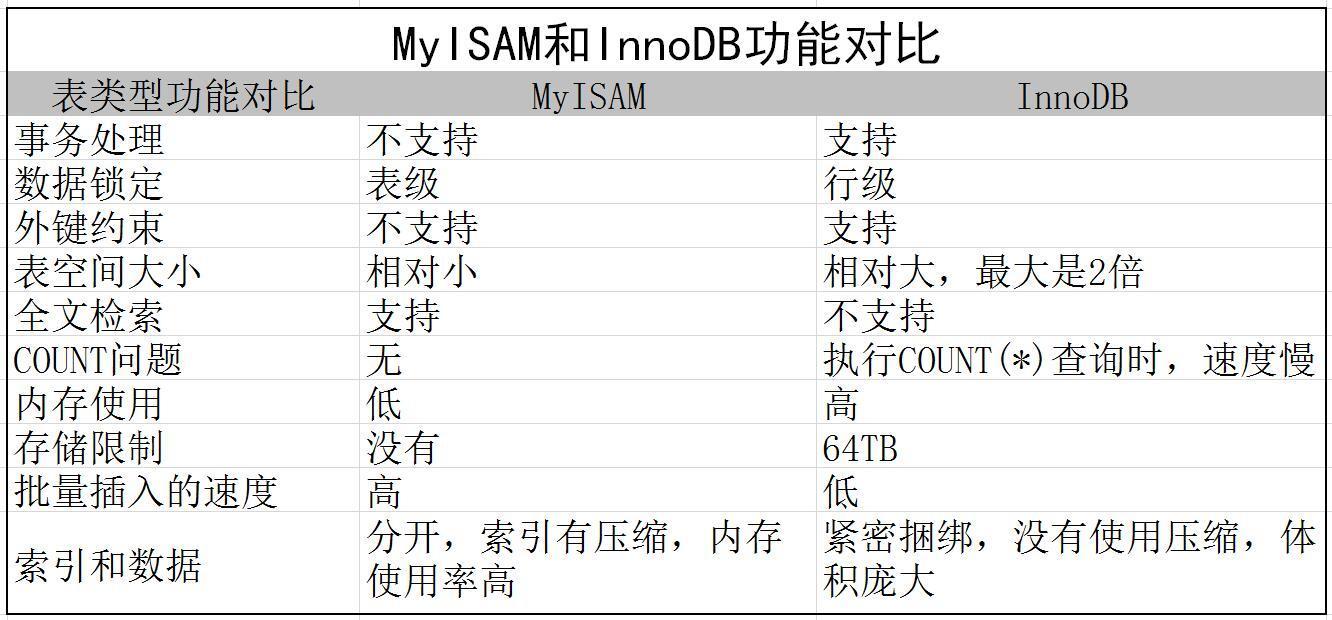 MyISAM和InnoDB功能对比
表类型功能对比 MyISAM InnoDB
事务处理 不支持 支持
数据锁定 表级 行级
外键约束 不支持 支持
表空间大小 相对小 相对大，最大是2倍
全文检索 支持 不支持
COUNT问题 无 执行COUNT(*)查询时，速度慢
内存使用 低 高
存储限制 没有 64TB
批量插入的速度 高 低
索引和数据 分开，索引有压缩，内存 紧密捆绑，没有使用压缩，体
使用率高 积庞大